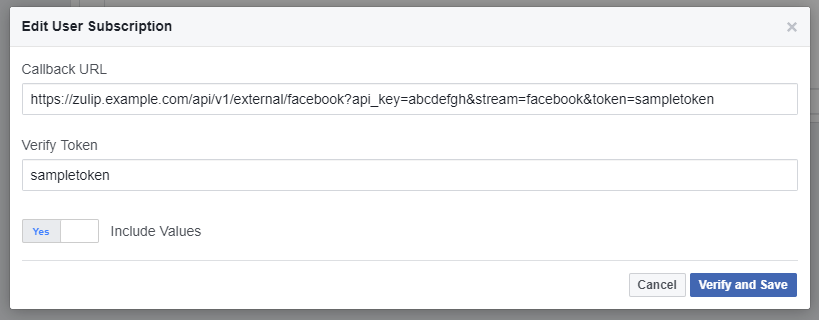 Edit User Subscription
×
Callback URL
https://zulip.example.com/api/v1/external/facebook?api_key=abcdefgh&stream=facebook&token=sampletoken
Verify Token
sampletoken
Yes Include Values
Cancel Verify and Save